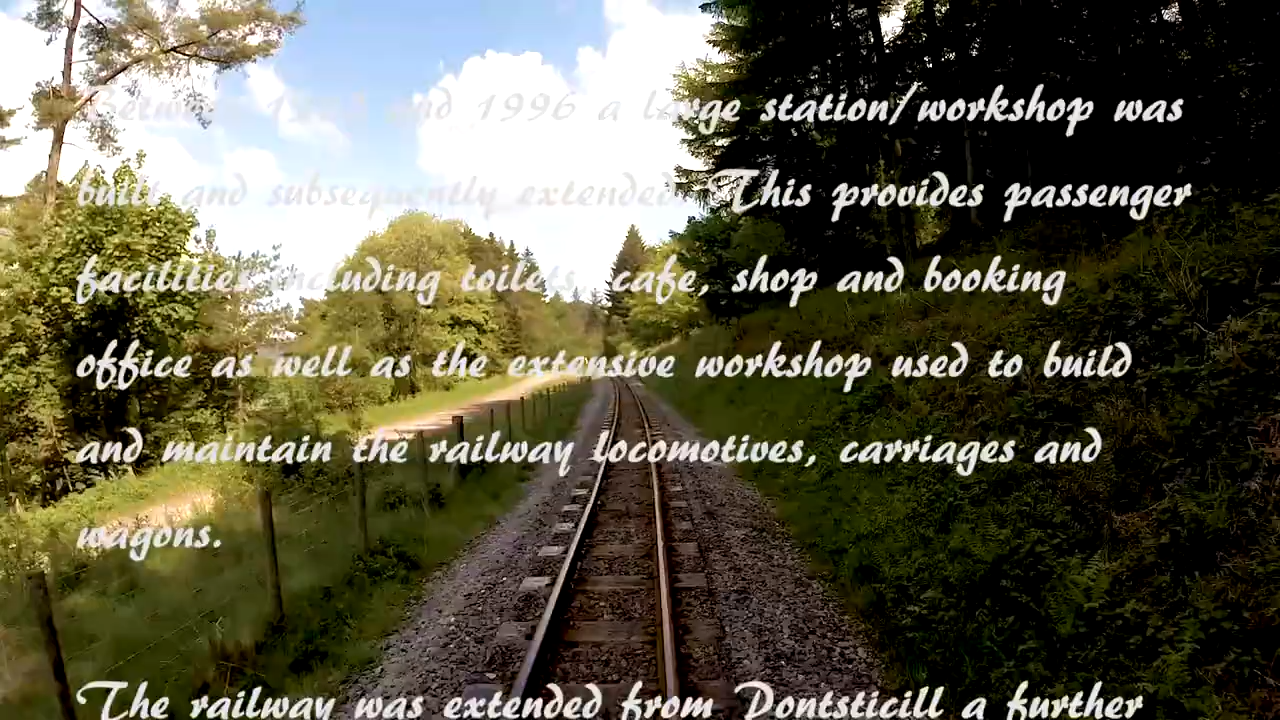 Between and 1996 a large station/workshop was
built and subsequently extended. This provides passenger
facilities including toilets, cafe, shop and booking
office as well as the extensive workshop used to build
and maintain the railway locomotives, carriages and
wagons.
The railway was extended from Pontsticill a further